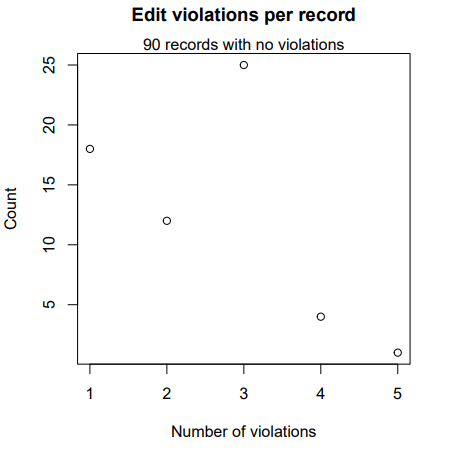 Edit violations per record
90 records with no violations
25
20
15
10
5
Count
1 2 3 4 5
Number of violations